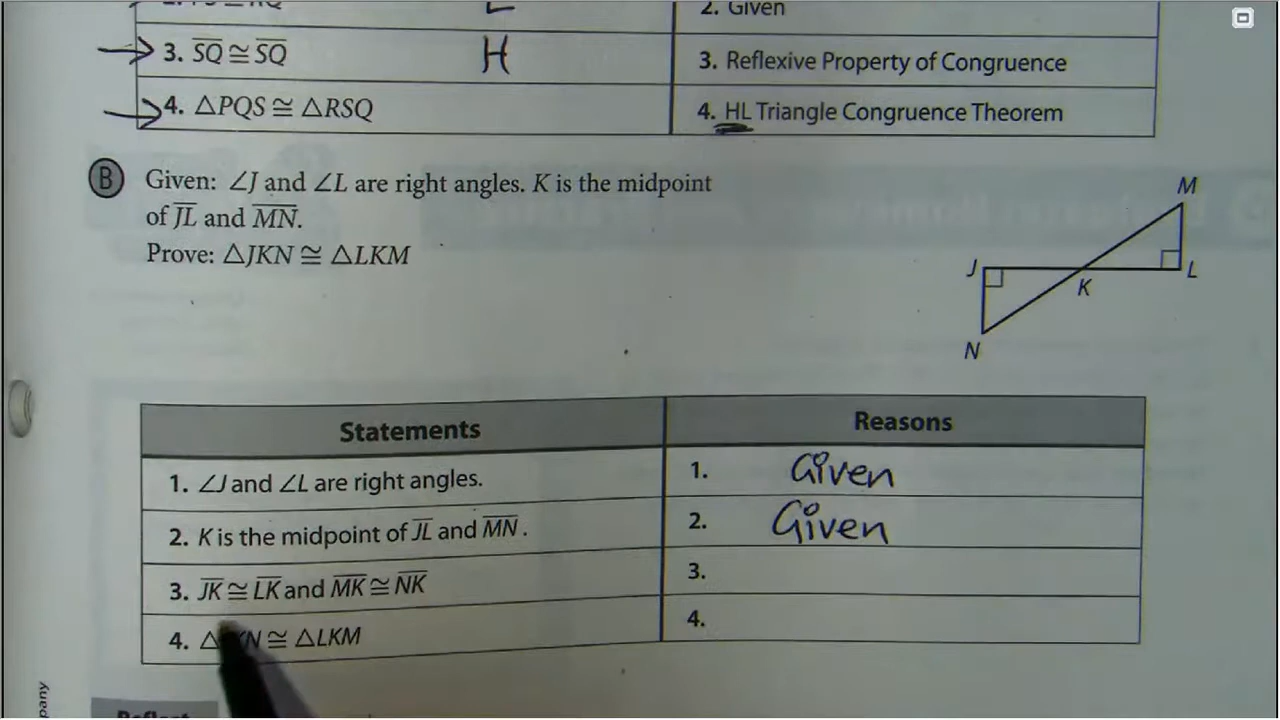 2. Given
3. SQ ≅ SQ H 3. Reflexive Property of Congruence
4. △PQS ≅ △RSQ 4. HL Triangle Congruence Theorem
B Given: ∠J and ∠L are right angles. K is the midpoint
of JL and MN.
Prove: △JKN ≅ △LKM
M
J
L
K
N
Statements Reasons
1. ∠J and ∠L are right angles. 1. Given
2. K is the midpoint of JL and MN. 2. Given
3. JK ≅ LK and MK ≅ NK 3.
4. △ KN ≅ △LKM 4.
pany
Reflect